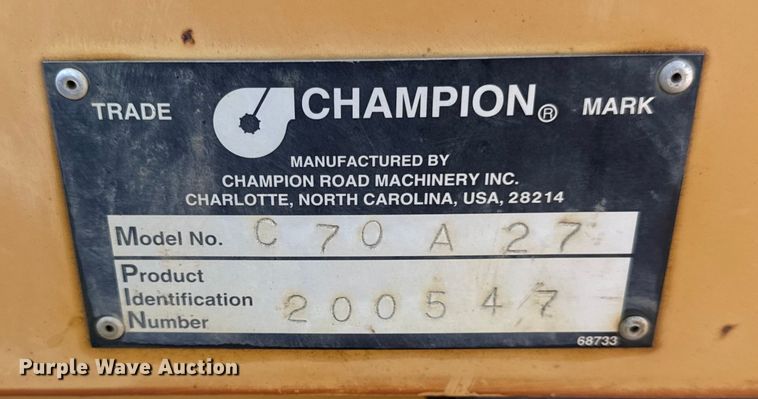 TRADE CHAMPION® MARK
MANUFACTURED BY
CHAMPION ROAD MACHINERY INC.
CHARLOTTE, NORTH CAROLINA, USA, 28214
Model No. C 70 A 27
Product
Identification 200547
Number
68733
Purple Wave Auction